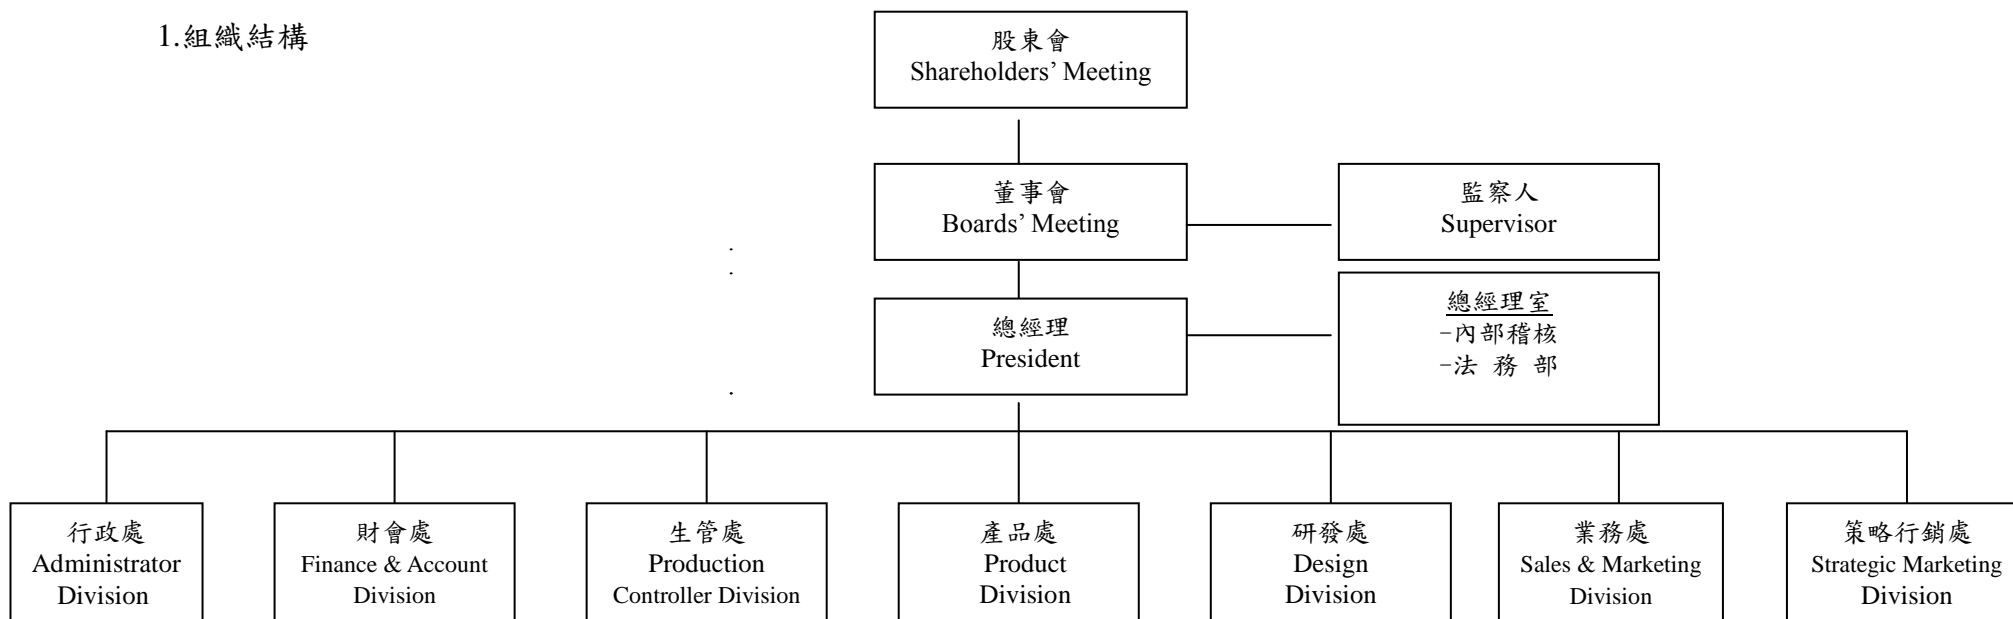 1.組織結構
股東會
Shareholders’ Meeting
董事會
Boards’ Meeting
監察人
Supervisor
總經理
President
總經理室
-內部稽核
-法 務 部
行政處
Administrator
Division
財會處
Finance & Account
Division
生管處
Production
Controller Division
產品處
Product
Division
研發處
Design
Division
業務處
Sales & Marketing
Division
策略行銷處
Strategic Marketing
Division